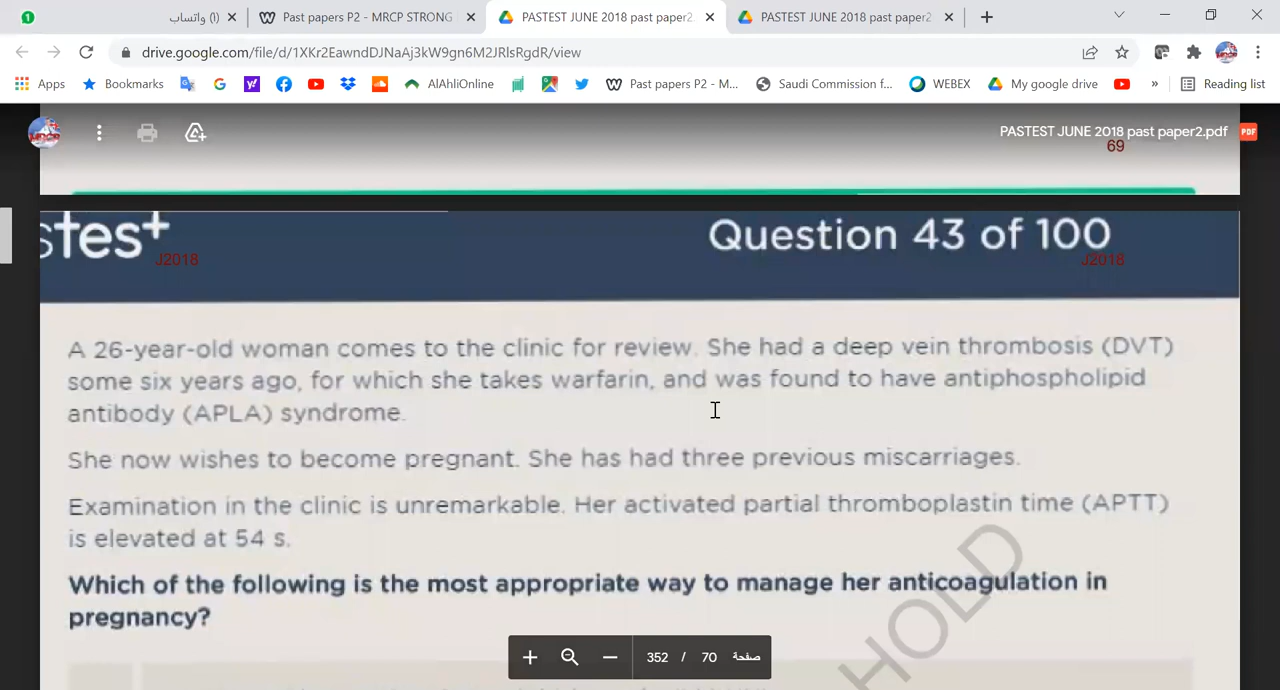 (1) واتساب
Past papers P2 - MRCP STRONG
PASTEST JUNE 2018 past paper2.
PASTEST JUNE 2018 past paper2
drive.google.com/file/d/1XKr2EawndDJNaAj3kW9gn6M2JRIsRgdR/view
Apps
Bookmarks
AlAhliOnline
Past papers P2 - M...
Saudi Commission f...
WEBEX
My google drive
»
Reading list
PASTEST JUNE 2018 past paper2.pdf
PDF
69
stes+
Question 43 of 100
J2018
J2018
A 26-year-old woman comes to the clinic for review. She had a deep vein thrombosis (DVT)
some six years ago, for which she takes warfarin, and was found to have antiphospholipid
antibody (APLA) syndrome.
She now wishes to become pregnant. She has had three previous miscarriages.
Examination in the clinic is unremarkable. Her activated partial thromboplastin time (APTT)
is elevated at 54 s.
Which of the following is the most appropriate way to manage her anticoagulation in
pregnancy?
HOLD
352 / 70 صفحة